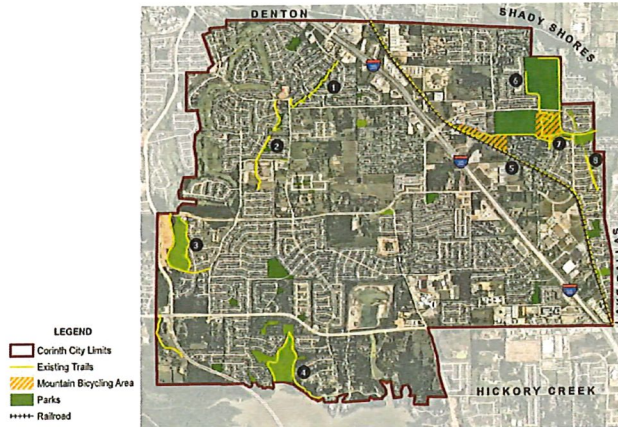 DENTON
SHADY SHORES
1
2
3
4
5
6
7
8
LEGEND
Corinth City Limits
Existing Trails
Mountain Bicycling Area
Parks
Railroad
HICKORY CREEK